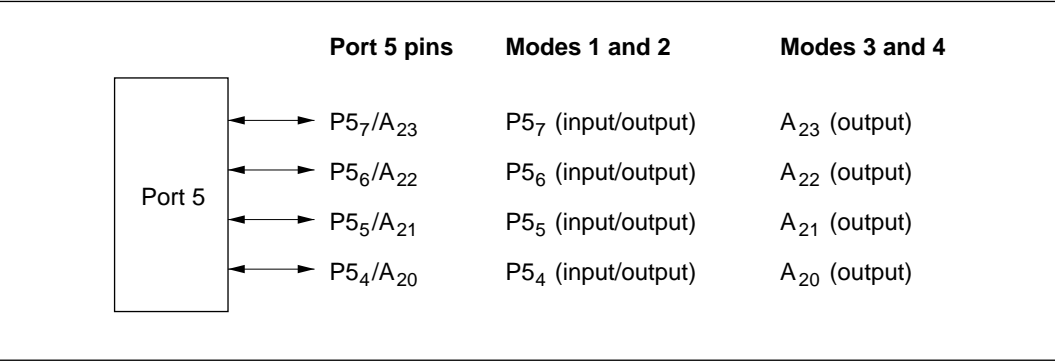 Port 5 pins Modes 1 and 2 Modes 3 and 4
P5₇/A₂₃ P5₇ (input/output) A₂₃ (output)
P5₆/A₂₂ P5₆ (input/output) A₂₂ (output)
Port 5
P5₅/A₂₁ P5₅ (input/output) A₂₁ (output)
P5₄/A₂₀ P5₄ (input/output) A₂₀ (output)